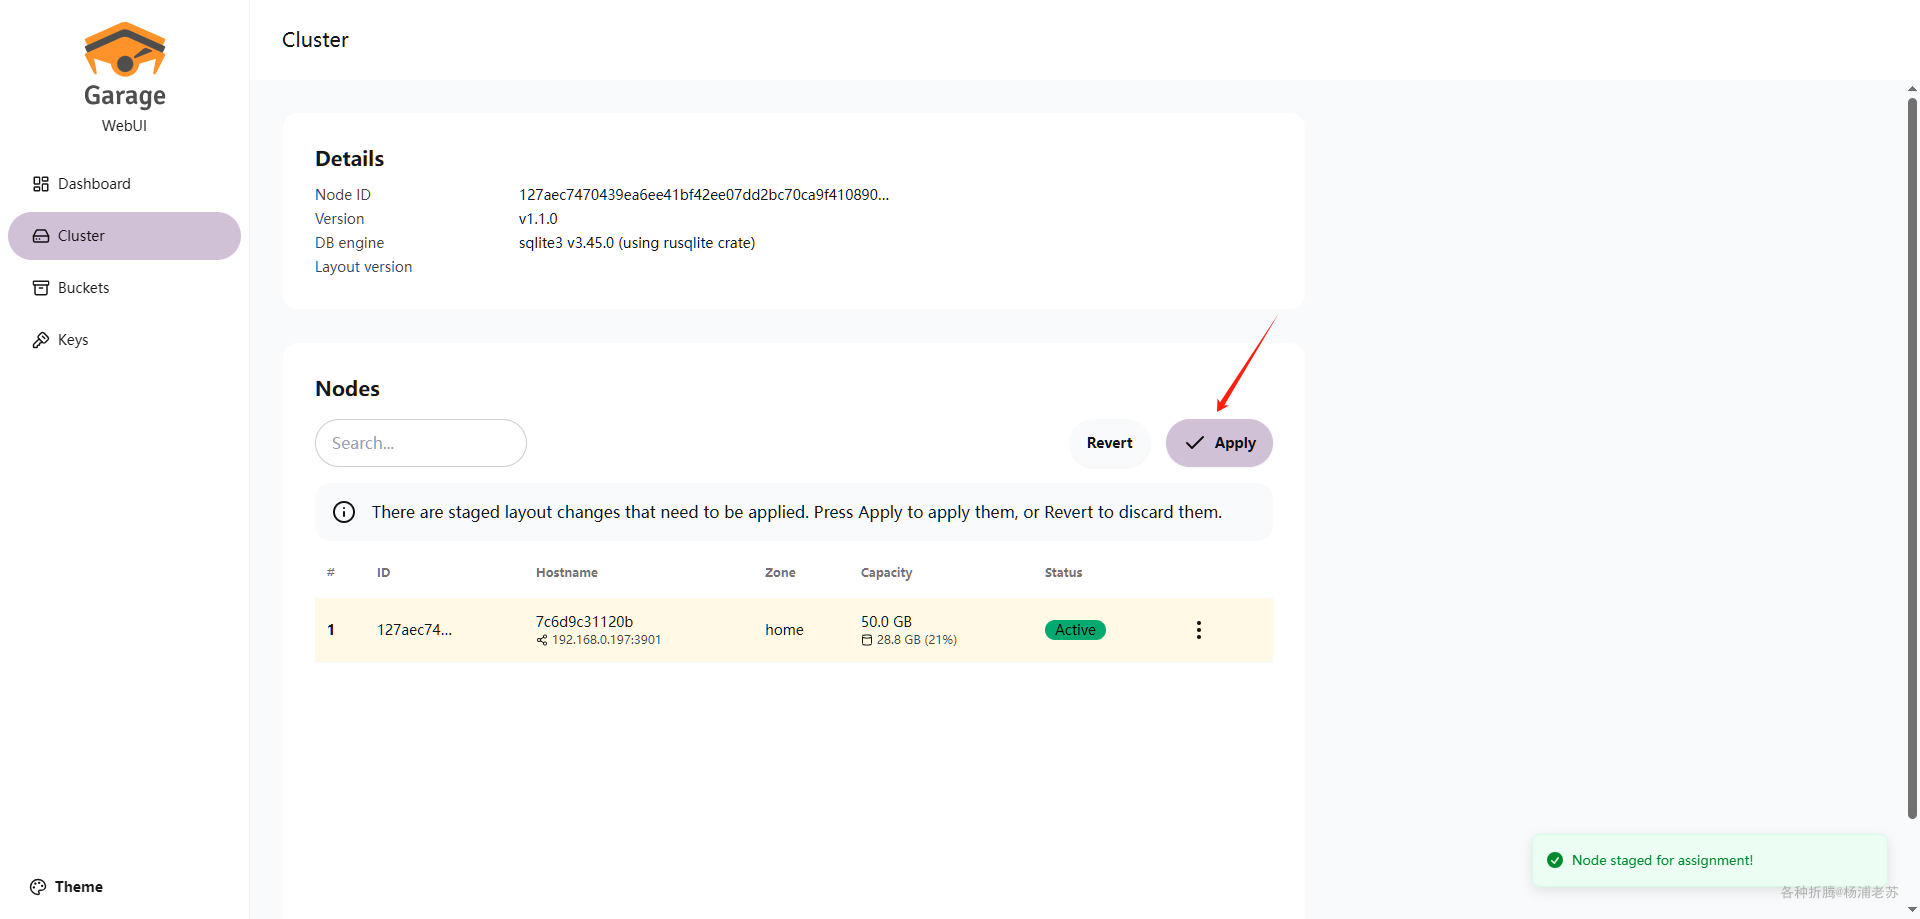 Garage
WebUI
Dashboard
Cluster
Buckets
Keys
Theme
Cluster
Details
Node ID 127aec7470439ea6ee41bf42ee07dd2bc70ca9f410890...
Version v1.1.0
DB engine sqlite3 v3.45.0 (using rusqlite crate)
Layout version
Nodes
Search... Revert Apply
There are staged layout changes that need to be applied. Press Apply to apply them, or Revert to discard them.
# ID Hostname Zone Capacity Status
1 127aec74... 7c6d9c31120b home 50.0 GB Active
192.168.0.197:3901 28.8 GB (21%)
Node staged for assignment!
各种折腾@杨浦老苏